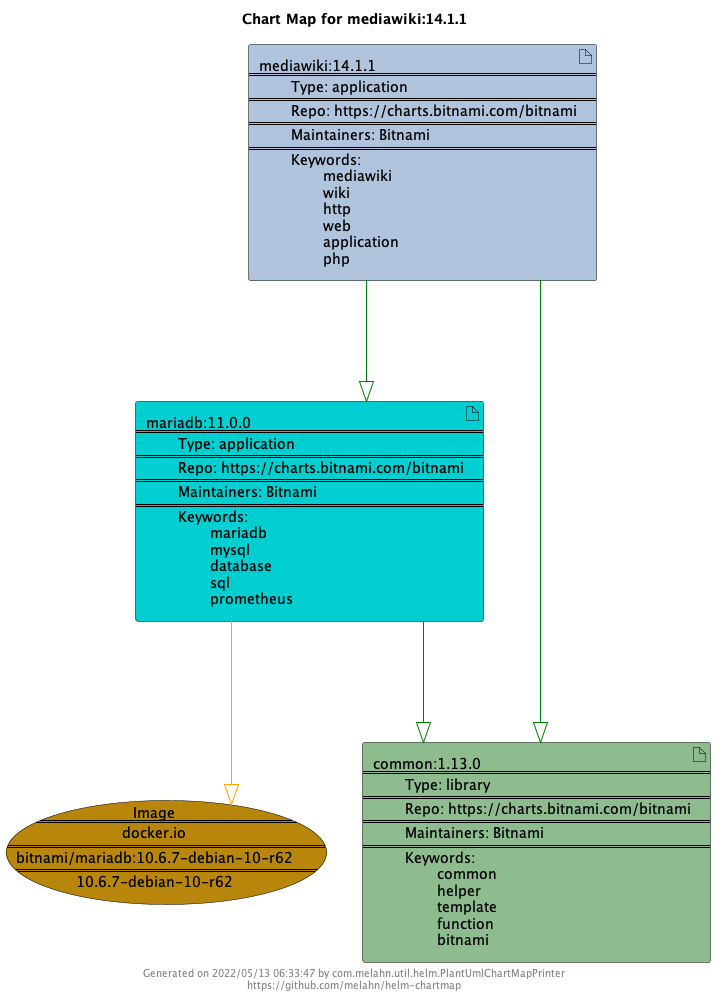 Chart Map for mediawiki:14.1.1
mediawiki:14.1.1
Type: application
Repo: https://charts.bitnami.com/bitnami
Maintainers: Bitnami
Keywords:
mediawiki
wiki
http
web
application
php
mariadb:11.0.0
Type: application
Repo: https://charts.bitnami.com/bitnami
Maintainers: Bitnami
Keywords:
mariadb
mysql
database
sql
prometheus
Image
docker.io
bitnami/mariadb:10.6.7-debian-10-r62
10.6.7-debian-10-r62
common:1.13.0
Type: library
Repo: https://charts.bitnami.com/bitnami
Maintainers: Bitnami
Keywords:
common
helper
template
function
bitnami
Generated on 2022/05/13 06:33:47 by com.melahn.util.helm.PlantUmlChartMapPrinter
https://github.com/melahn/helm-chartmap